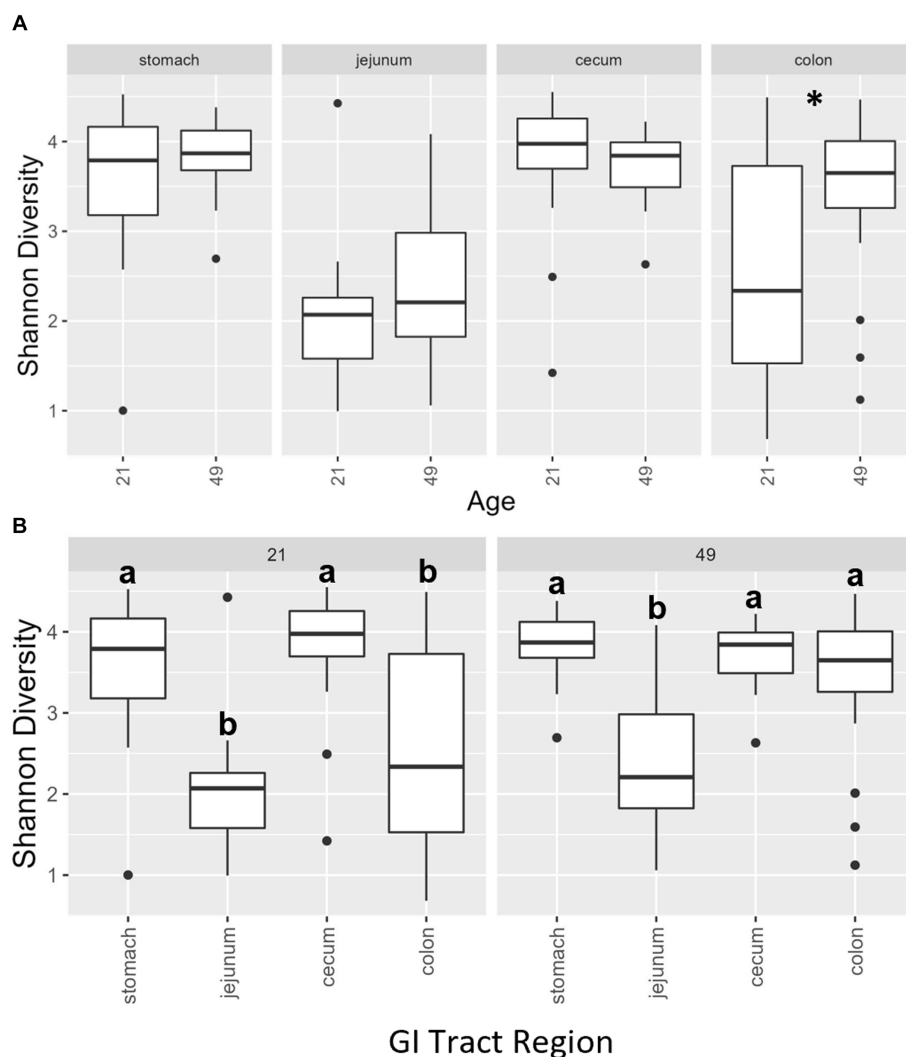 A
stomach jejunum cecum colon
*
4
3
2
1
Shannon Diversity
21 49 21 49 21 49 21 49
Age
B
21 49
a b a b a b a a
4
3
2
1
Shannon Diversity
stomach jejunum cecum colon stomach jejunum cecum colon
GI Tract Region